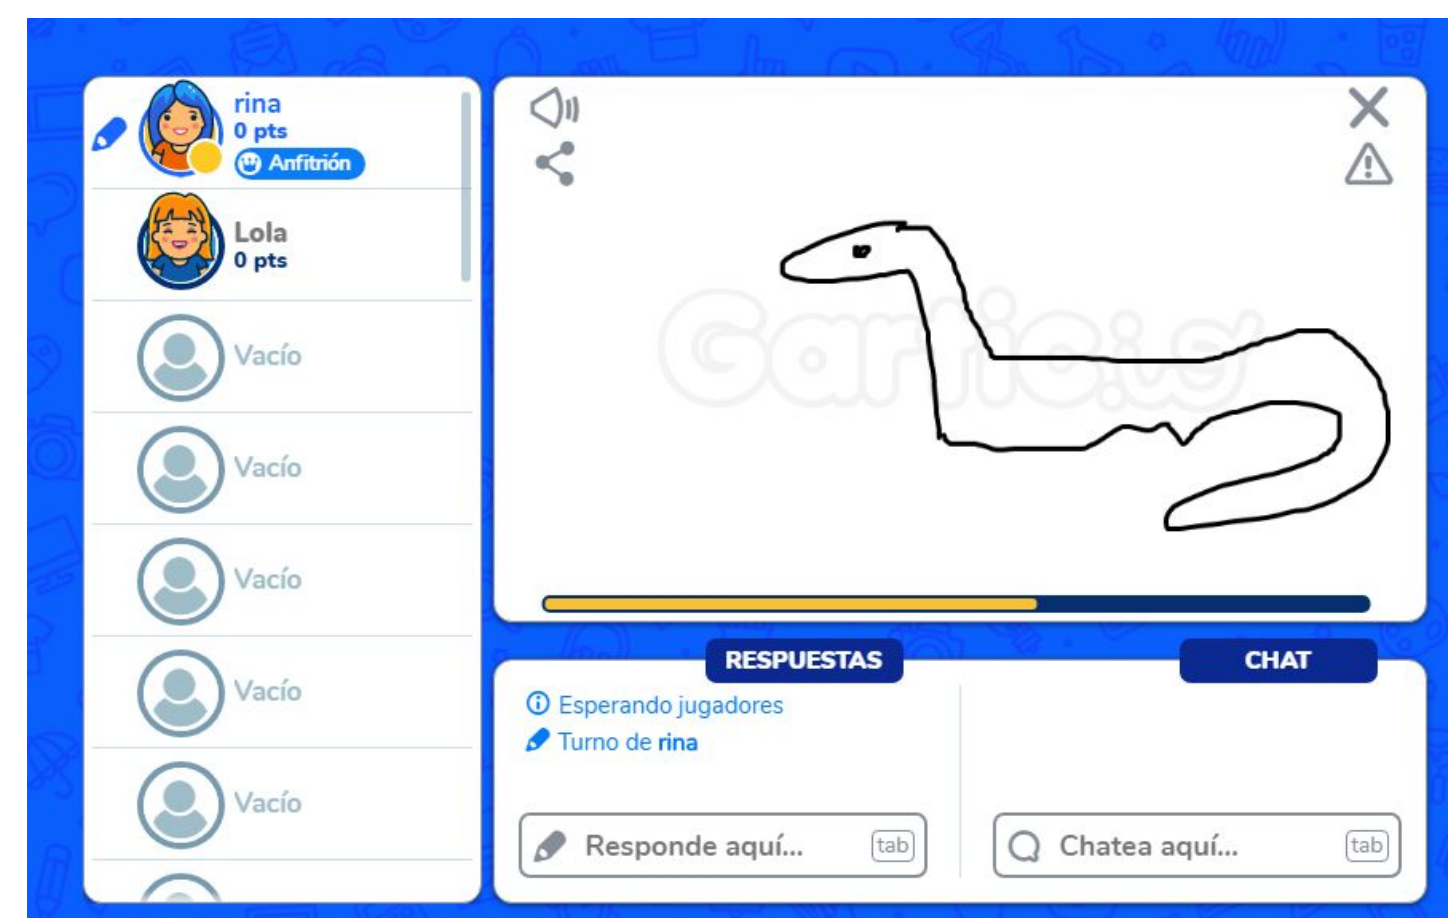 rina
0 pts
Anfitrión
Lola
0 pts
Vacío
Vacío
Vacío
Vacío
Vacío
Gartic.io
RESPUESTAS
CHAT
Esperando jugadores
Turno de rina
Responde aquí... tab
Chatea aquí... tab